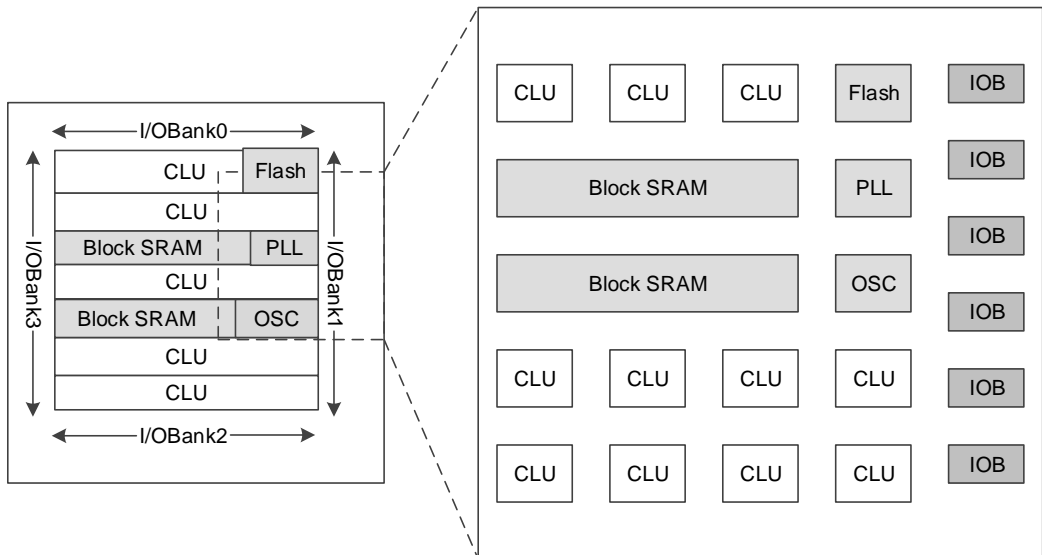 I/OBank0
CLU
Flash
CLU
Block SRAM
PLL
CLU
Block SRAM
OSC
CLU
CLU
I/OBank3
I/OBank1
I/OBank2
CLU
CLU
CLU
Flash
IOB
Block SRAM
PLL
IOB
Block SRAM
OSC
IOB
IOB
CLU
CLU
CLU
CLU
IOB
CLU
CLU
CLU
CLU
IOB